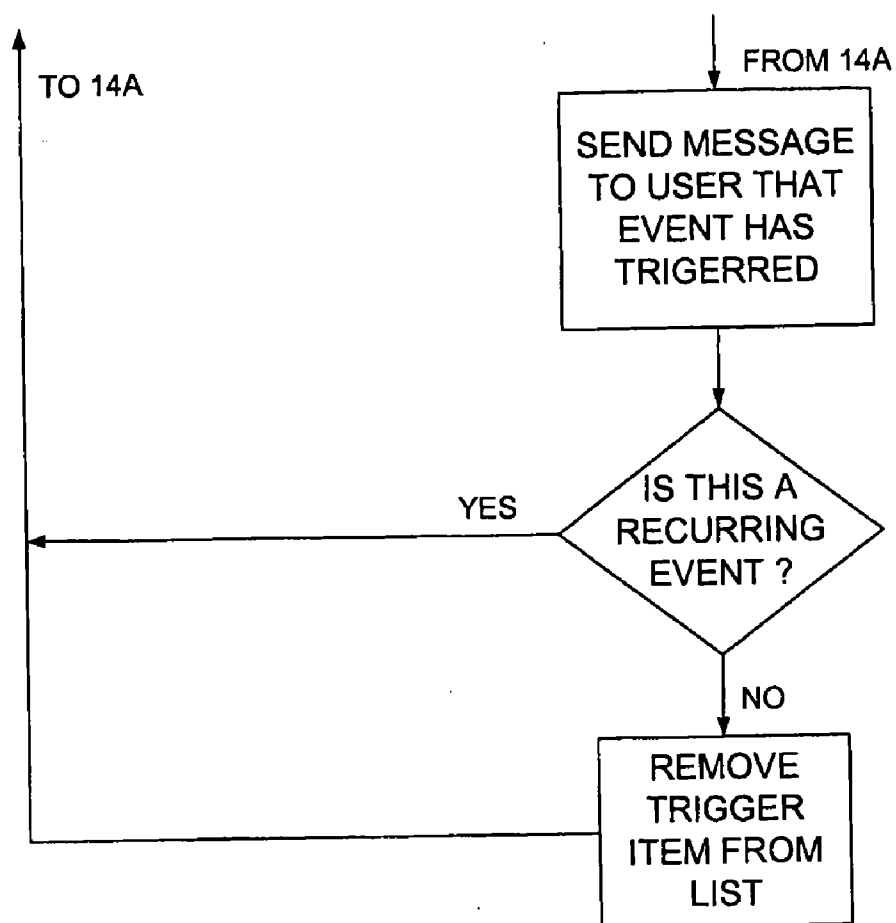 TO 14A
FROM 14A
SEND MESSAGE
TO USER THAT
EVENT HAS
TRIGERRED
IS THIS A
RECURRING
EVENT ?
YES
NO
REMOVE
TRIGGER
ITEM FROM
LIST